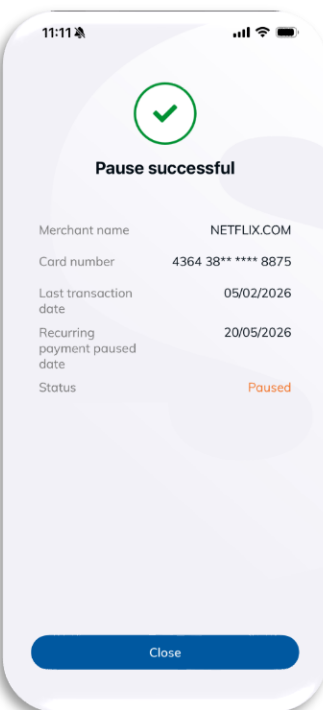 11:11
Pause successful
Merchant name NETFLIX.COM
Card number 4364 38** **** 8875
Last transaction date 05/02/2026
Recurring payment paused date 20/05/2026
Status Paused
Close